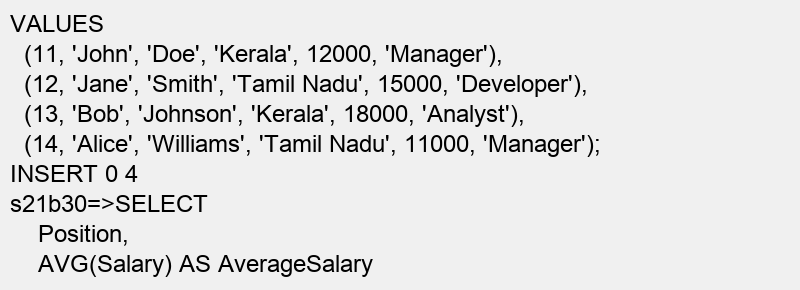 VALUES
(11, 'John', 'Doe', 'Kerala', 12000, 'Manager'),
(12, 'Jane', 'Smith', 'Tamil Nadu', 15000, 'Developer'),
(13, 'Bob', 'Johnson', 'Kerala', 18000, 'Analyst'),
(14, 'Alice', 'Williams', 'Tamil Nadu', 11000, 'Manager');
INSERT 0 4
s21b30=>SELECT
Position,
AVG(Salary) AS AverageSalary